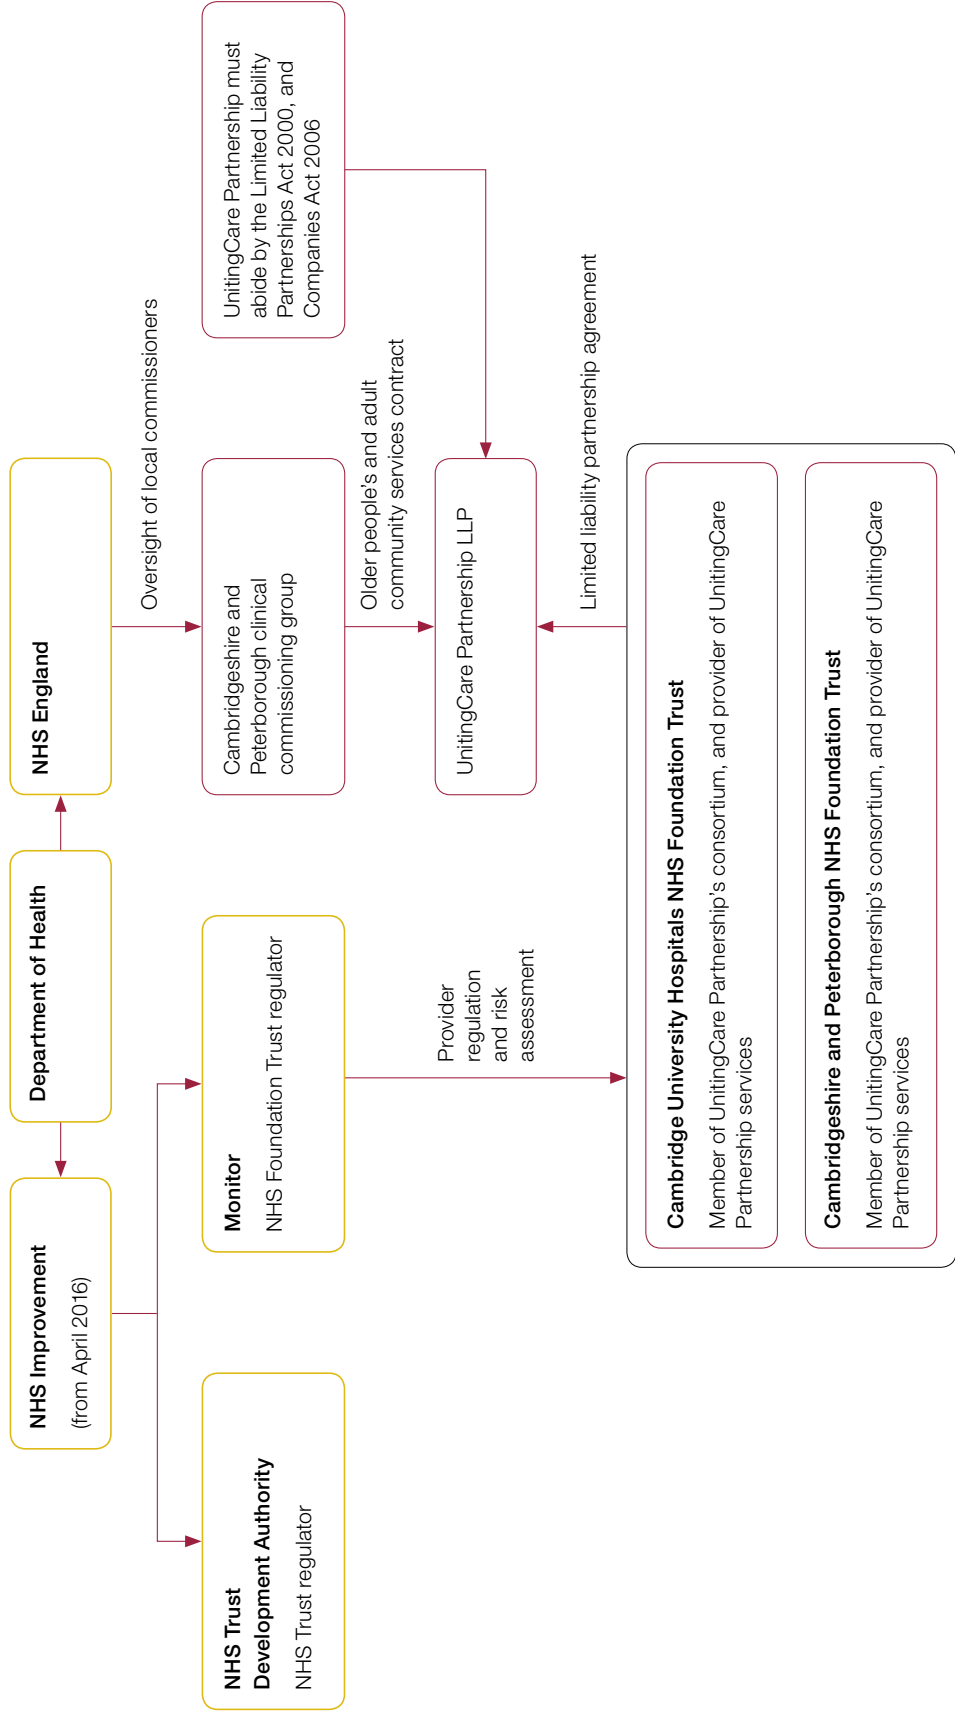 Department of Health
NHS Improvement
(from April 2016)
NHS England
Oversight of local commissioners
NHS Trust
Development Authority
NHS Trust regulator
Monitor
NHS Foundation Trust regulator
Cambridgeshire and
Peterborough clinical
commissioning group
UnitingCare Partnership must
abide by the Limited Liability
Partnerships Act 2000, and
Companies Act 2006
Older people’s and adult
community services contract
Provider
regulation
and risk
assessment
UnitingCare Partnership LLP
Limited liability partnership agreement
Cambridge University Hospitals NHS Foundation Trust
Member of UnitingCare Partnership’s consortium, and provider of UnitingCare
Partnership services
Cambridgeshire and Peterborough NHS Foundation Trust
Member of UnitingCare Partnership’s consortium, and provider of UnitingCare
Partnership services